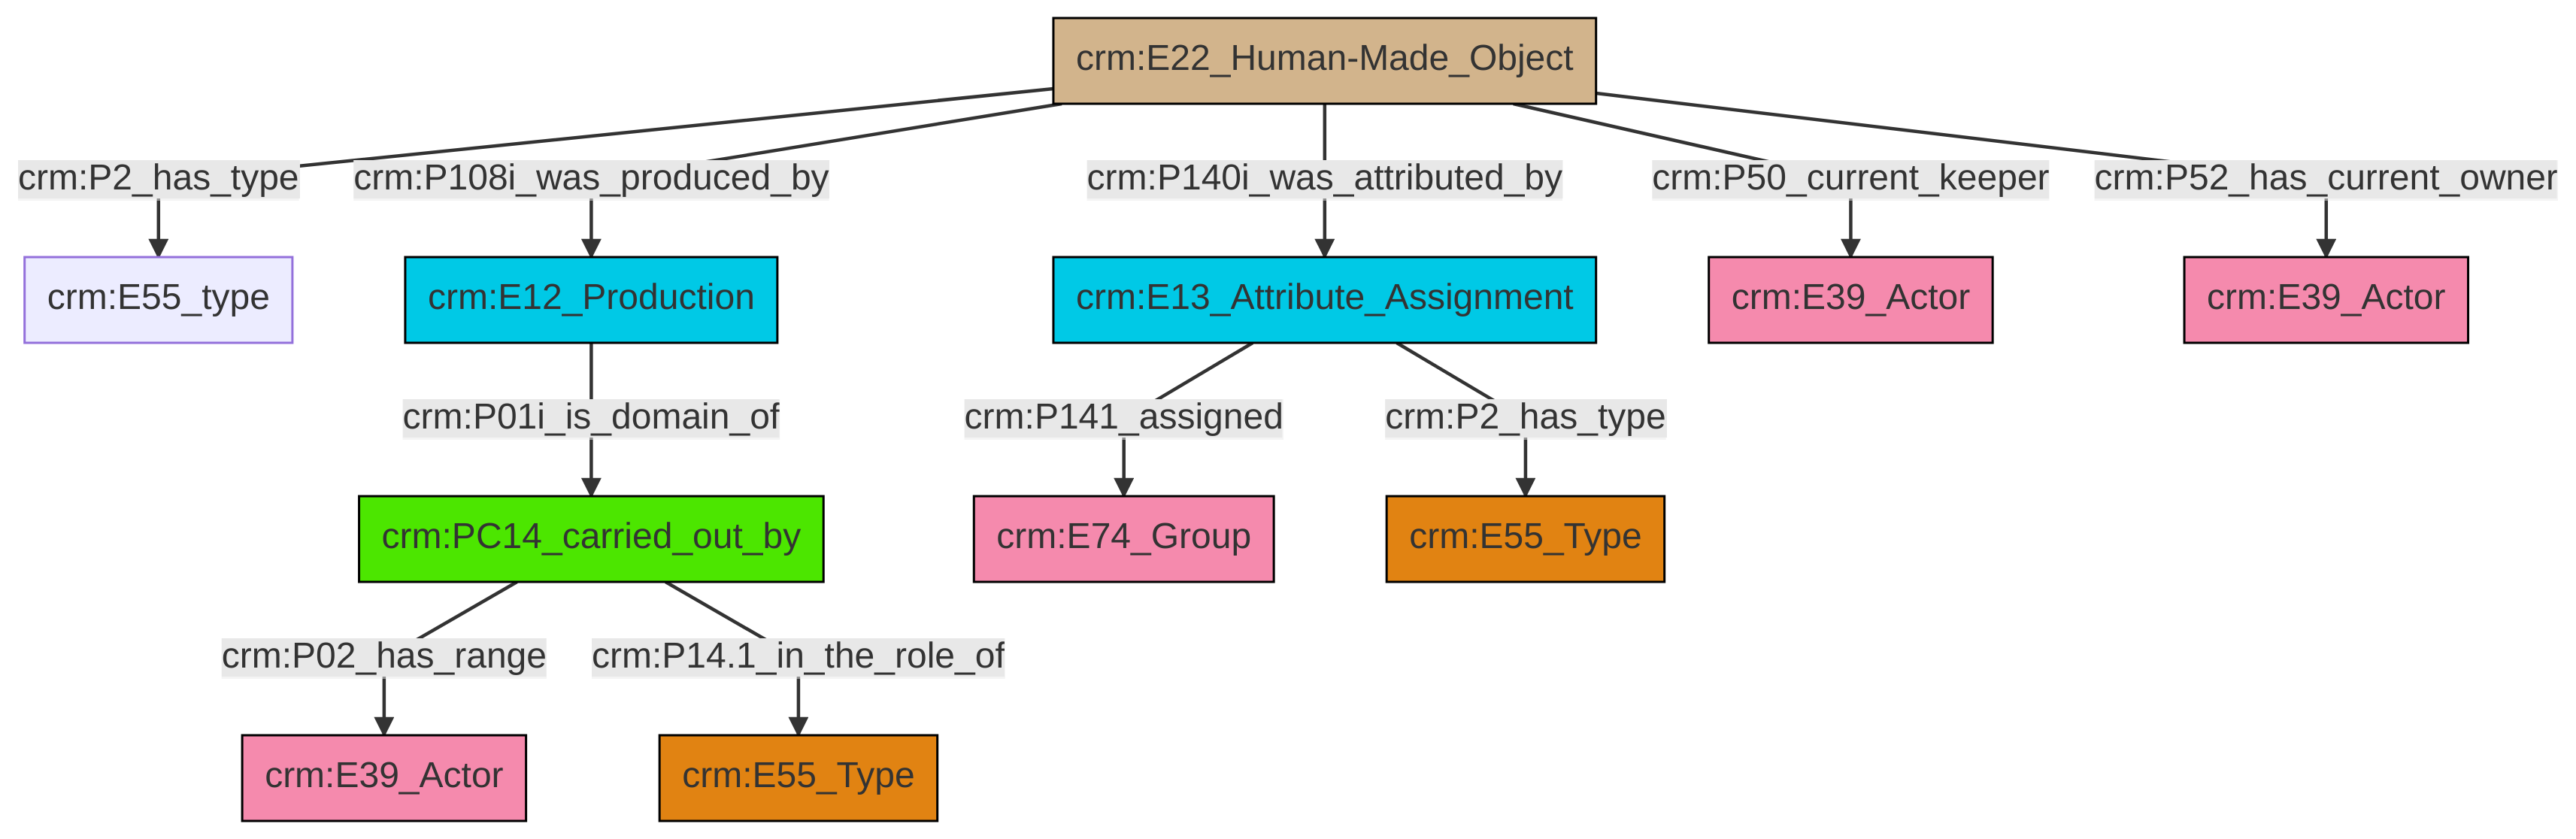 crm:E22_Human-Made_Object
crm:P2_has_type
crm:P108i_was_produced_by
crm:P140i_was_attributed_by
crm:P50_current_keeper
crm:P52_has_current_owner
crm:E55_type
crm:E12_Production
crm:E13_Attribute_Assignment
crm:E39_Actor
crm:E39_Actor
crm:P01i_is_domain_of
crm:P141_assigned
crm:P2_has_type
crm:PC14_carried_out_by
crm:E74_Group
crm:E55_Type
crm:P02_has_range
crm:P14.1_in_the_role_of
crm:E39_Actor
crm:E55_Type